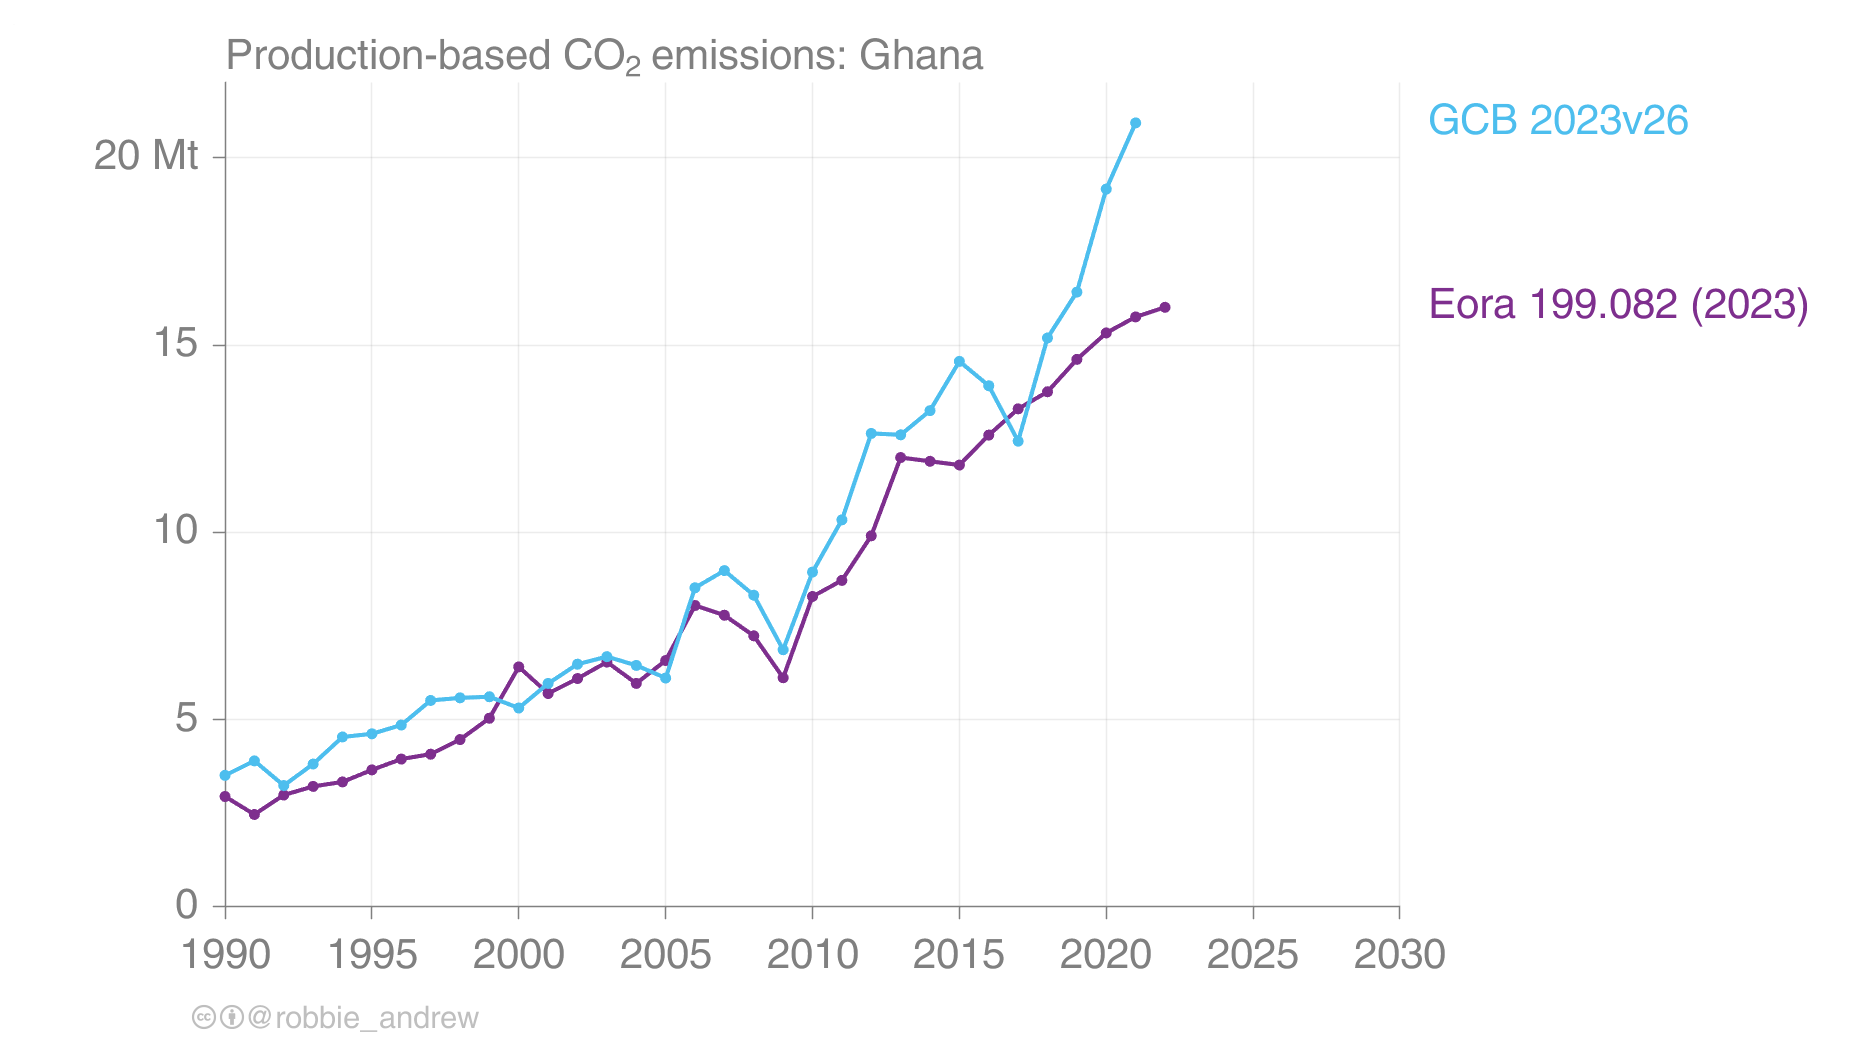 Production-based CO₂ emissions: Ghana
GCB 2023v26
20 Mt
Eora 199.082 (2023)
15
10
5
0
1990 1995 2000 2005 2010 2015 2020 2025 2030
cc @robbie_andrew